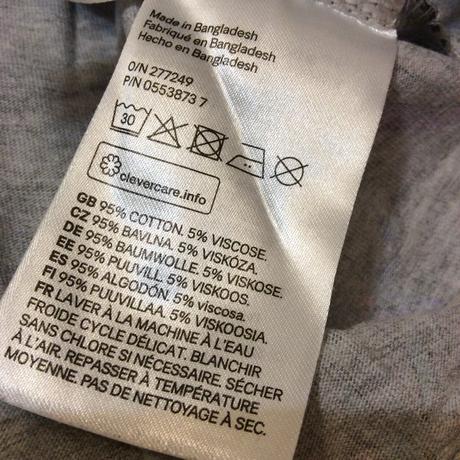 Made in Bangladesh
Fabriqué en Bangladesh
Hecho en Bangladesh
O/N 277249
P/N 0553873 7
30
clevercare.info
GB 95% COTTON. 5% VISCOSE.
CZ 95% BAVLNA. 5% VISKÓZA.
DE 95% BAUMWOLLE. 5% VISKOSE.
EE 95% PUUVILL. 5% VISKOOS.
ES 95% ALGODÓN. 5% viscosa.
FI 95% PUUVILLAA. 5% VISKOOSIA.
FR LAVER À LA MACHINE À L'EAU
FROIDE CYCLE DÉLICAT. BLANCHIR
SANS CHLORE SI NÉCESSAIRE. SÉCHER
À L'AIR. REPASSER À TEMPÉRATURE
MOYENNE. PAS DE NETTOYAGE À SEC.